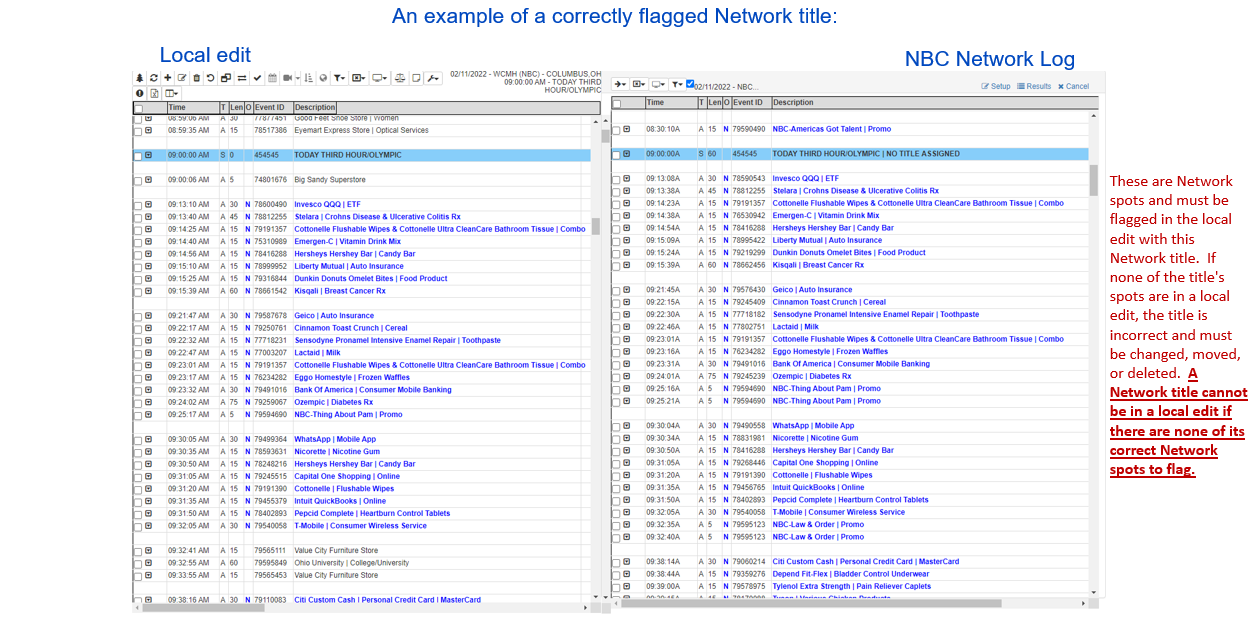 An example of a correctly flagged Network title:
Local edit
NBC Network Log
02/11/2022 - WCMH (NBC) - COLUMBUS,OH
09:00:00 AM - TODAY THIRD
HOUR/OLYMPIC
Time T Len O Event ID Description
08:59:06 AM A 30 77877451 Good Feet Shoe Store | Women
08:59:35 AM A 15 78517386 Eyemart Express Store | Optical Services
09:00:00 AM S 0 454545 TODAY THIRD HOUR/OLYMPIC
09:00:06 AM A 5 74801676 Big Sandy Superstore
09:13:10 AM A 30 N 78600490 Invesco QQQ | ETF
09:13:40 AM A 45 N 78812255 Stelara | Crohns Disease & Ulcerative Colitis Rx
09:14:25 AM A 15 N 79191357 Cottonelle Flushable Wipes & Cottonelle Ultra CleanCare Bathroom Tissue | Combo
09:14:40 AM A 15 N 75310989 Emergen-C | Vitamin Drink Mix
09:14:56 AM A 15 N 78416288 Hersheys Hershey Bar | Candy Bar
09:15:10 AM A 15 N 78999952 Liberty Mutual | Auto Insurance
09:15:25 AM A 15 N 79316844 Dunkin Donuts Omelet Bites | Food Product
09:15:39 AM A 60 N 78661542 Kisqali | Breast Cancer Rx
09:21:47 AM A 30 N 79587678 Geico | Auto Insurance
09:22:17 AM A 15 N 79250761 Cinnamon Toast Crunch | Cereal
09:22:32 AM A 15 N 77718231 Sensodyne Pronamel Intensive Enamel Repair | Toothpaste
09:22:47 AM A 15 N 77003207 Lactaid | Milk
09:23:01 AM A 15 N 79191357 Cottonelle Flushable Wipes & Cottonelle Ultra CleanCare Bathroom Tissue | Combo
09:23:17 AM A 15 N 76234282 Eggo Homestyle | Frozen Waffles
09:23:32 AM A 30 N 79491016 Bank Of America | Consumer Mobile Banking
09:24:02 AM A 75 N 79259067 Ozempic | Diabetes Rx
09:25:17 AM A 5 N 79594690 NBC-Thing About Pam | Promo
09:30:05 AM A 30 N 79499364 WhatsApp | Mobile App
09:30:35 AM A 15 N 78593631 Nicorette | Nicotine Gum
09:30:50 AM A 15 N 78248216 Hersheys Hershey Bar | Candy Bar
09:31:05 AM A 15 N 79245515 Capital One Shopping | Online
09:31:20 AM A 15 N 79191390 Cottonelle | Flushable Wipes
09:31:35 AM A 15 N 79455379 Intuit QuickBooks | Online
09:31:50 AM A 15 N 78402893 Pepcid Complete | Heartburn Control Tablets
09:32:05 AM A 30 N 79540058 T-Mobile | Consumer Wireless Service
09:32:41 AM A 15 79565111 Value City Furniture Store
09:32:55 AM A 60 79595849 Ohio University | College/University
09:33:55 AM A 15 79565453 Value City Furniture Store
09:38:16 AM A 30 N 79110083 Citi Custom Cash | Personal Credit Card | MasterCard
02/11/2022 - NBC...
Setup Results Cancel
Time T Len O Event ID Description
08:30:10A A 15 N 79590490 NBC-Americas Got Talent | Promo
09:00:00A S 60 454545 TODAY THIRD HOUR/OLYMPIC | NO TITLE ASSIGNED
09:13:08A A 30 N 78590543 Invesco QQQ | ETF
09:13:38A A 45 N 78812255 Stelara | Crohns Disease & Ulcerative Colitis Rx
09:14:23A A 15 N 79191357 Cottonelle Flushable Wipes & Cottonelle Ultra CleanCare Bathroom Tissue | Combo
09:14:38A A 15 N 76530942 Emergen-C | Vitamin Drink Mix
09:14:54A A 15 N 78416288 Hersheys Hershey Bar | Candy Bar
09:15:09A A 15 N 78995422 Liberty Mutual | Auto Insurance
09:15:24A A 15 N 79219299 Dunkin Donuts Omelet Bites | Food Product
09:15:39A A 60 N 78662456 Kisqali | Breast Cancer Rx
09:21:45A A 30 N 79576430 Geico | Auto Insurance
09:22:15A A 15 N 79245409 Cinnamon Toast Crunch | Cereal
09:22:30A A 15 N 77718182 Sensodyne Pronamel Intensive Enamel Repair | Toothpaste
09:22:46A A 15 N 77802751 Lactaid | Milk
09:23:01A A 15 N 79191357 Cottonelle Flushable Wipes & Cottonelle Ultra CleanCare Bathroom Tissue | Combo
09:23:16A A 15 N 76234282 Eggo Homestyle | Frozen Waffles
09:23:31A A 30 N 79491016 Bank Of America | Consumer Mobile Banking
09:24:01A A 75 N 79245239 Ozempic | Diabetes Rx
09:25:16A A 5 N 79594690 NBC-Thing About Pam | Promo
09:25:21A A 5 N 79594690 NBC-Thing About Pam | Promo
09:30:04A A 30 N 79490558 WhatsApp | Mobile App
09:30:34A A 15 N 78831981 Nicorette | Nicotine Gum
09:30:50A A 15 N 78416288 Hersheys Hershey Bar | Candy Bar
09:31:05A A 15 N 79268446 Capital One Shopping | Online
09:31:20A A 15 N 79191390 Cottonelle | Flushable Wipes
09:31:35A A 15 N 79456765 Intuit QuickBooks | Online
09:31:50A A 15 N 78402893 Pepcid Complete | Heartburn Control Tablets
09:32:05A A 30 N 79540058 T-Mobile | Consumer Wireless Service
09:32:35A A 5 N 79595123 NBC-Law & Order | Promo
09:32:40A A 5 N 79595123 NBC-Law & Order | Promo
09:38:14A A 30 N 79060214 Citi Custom Cash | Personal Credit Card | MasterCard
09:38:44A A 15 N 79359276 Depend Fit-Flex | Bladder Control Underwear
09:39:00A A 15 N 79578975 Tylenol Extra Strength | Pain Reliever Caplets
These are Network
spots and must be
flagged in the local
edit with this
Network title. If
none of the title's
spots are in a local
edit, the title is
incorrect and must
be changed, moved,
or deleted. A
Network title cannot
be in a local edit if
there are none of its
correct Network
spots to flag.